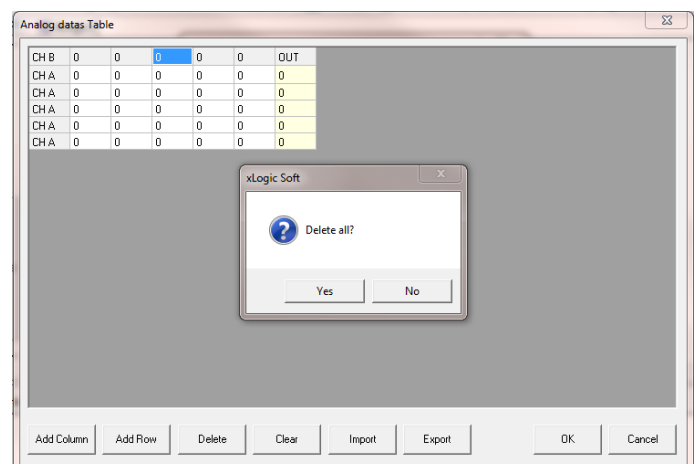 Analog datas Table
CH B 0 0 0 0 0 OUT
CH A 0 0 0 0 0 0
CH A 0 0 0 0 0 0
CH A 0 0 0 0 0 0
CH A 0 0 0 0 0 0
CH A 0 0 0 0 0 0
xLogic Soft
Delete all?
Yes No
Add Column Add Row Delete Clear Import Export OK Cancel